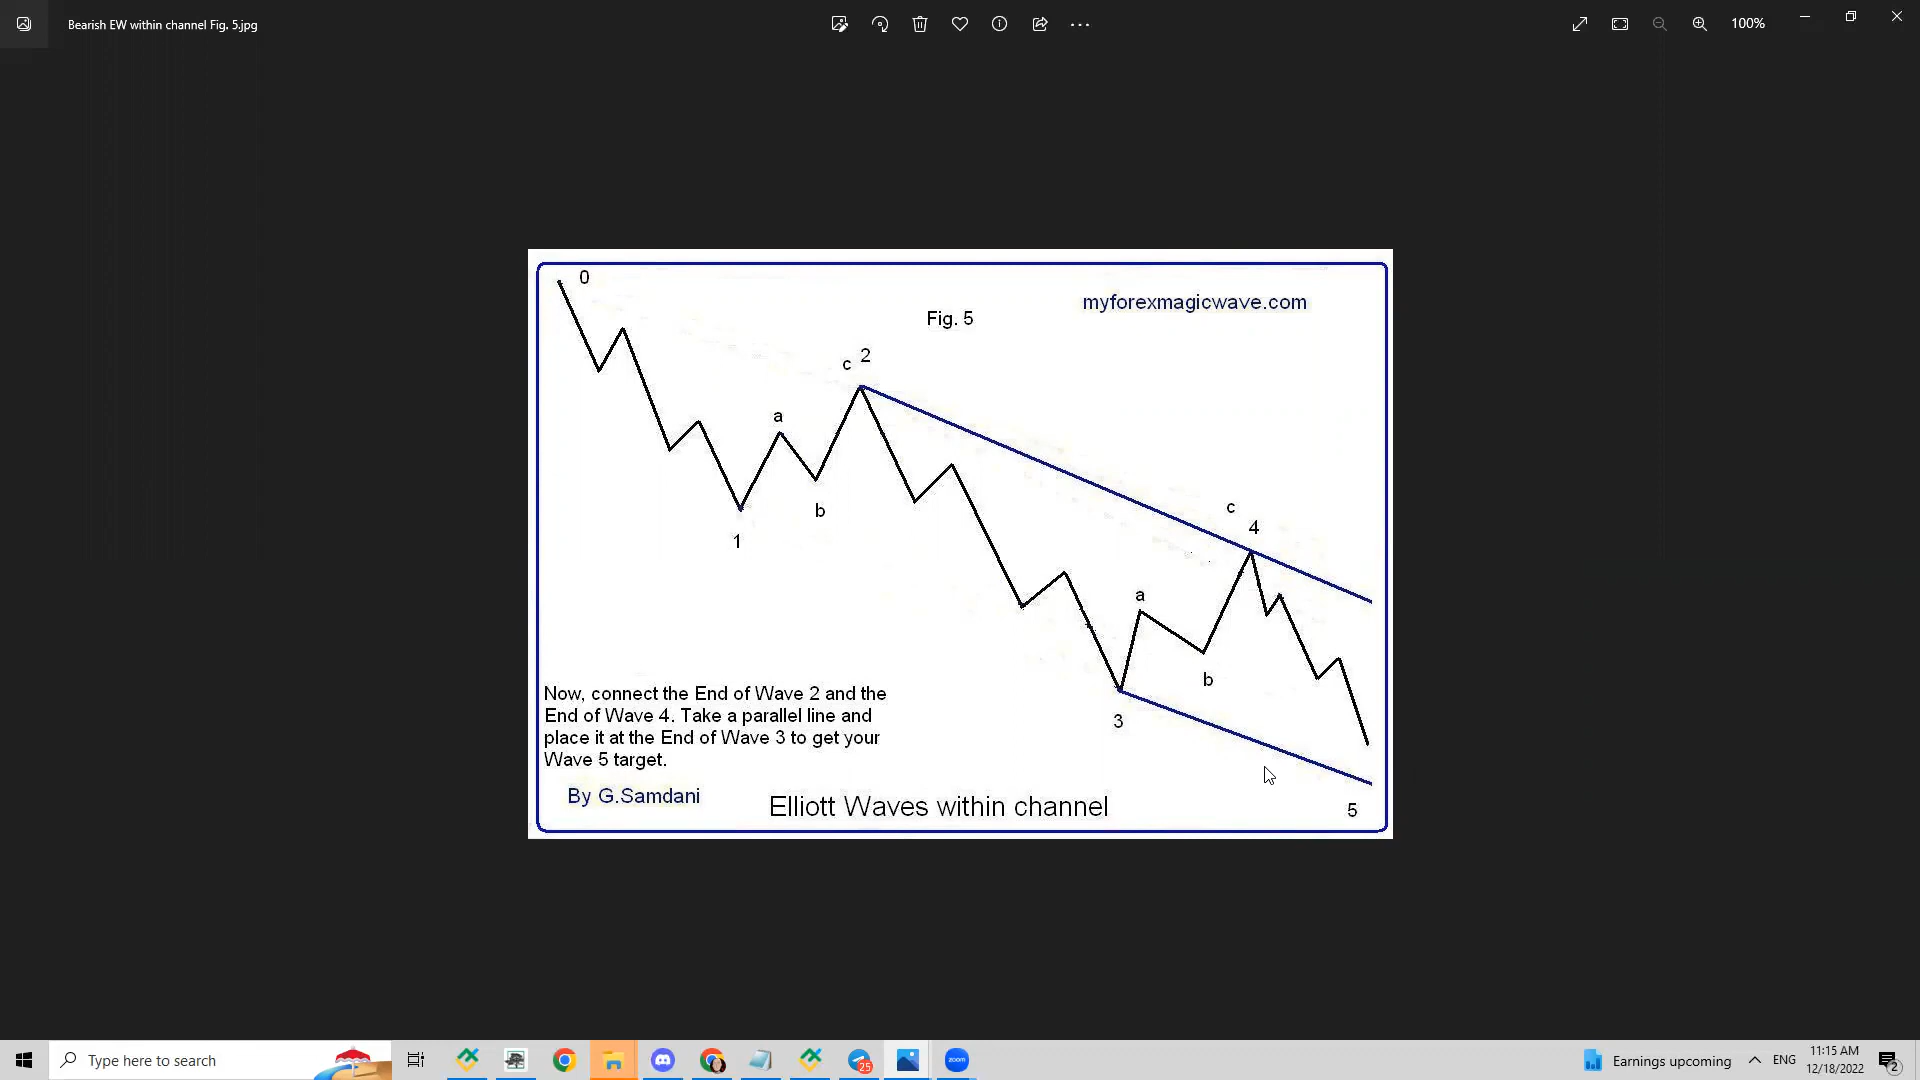 Bearish EW within channel Fig. 5.jpg
100%
0
myforexmagicwave.com
Fig. 5
c 2
a
b
1
c
4
a
b
3
Now, connect the End of Wave 2 and the
End of Wave 4. Take a parallel line and
place it at the End of Wave 3 to get your
Wave 5 target.
By G.Samdani
Elliott Waves within channel
5
Type here to search
25
zoom
Earnings upcoming
ENG
11:15 AM
12/18/2022
2